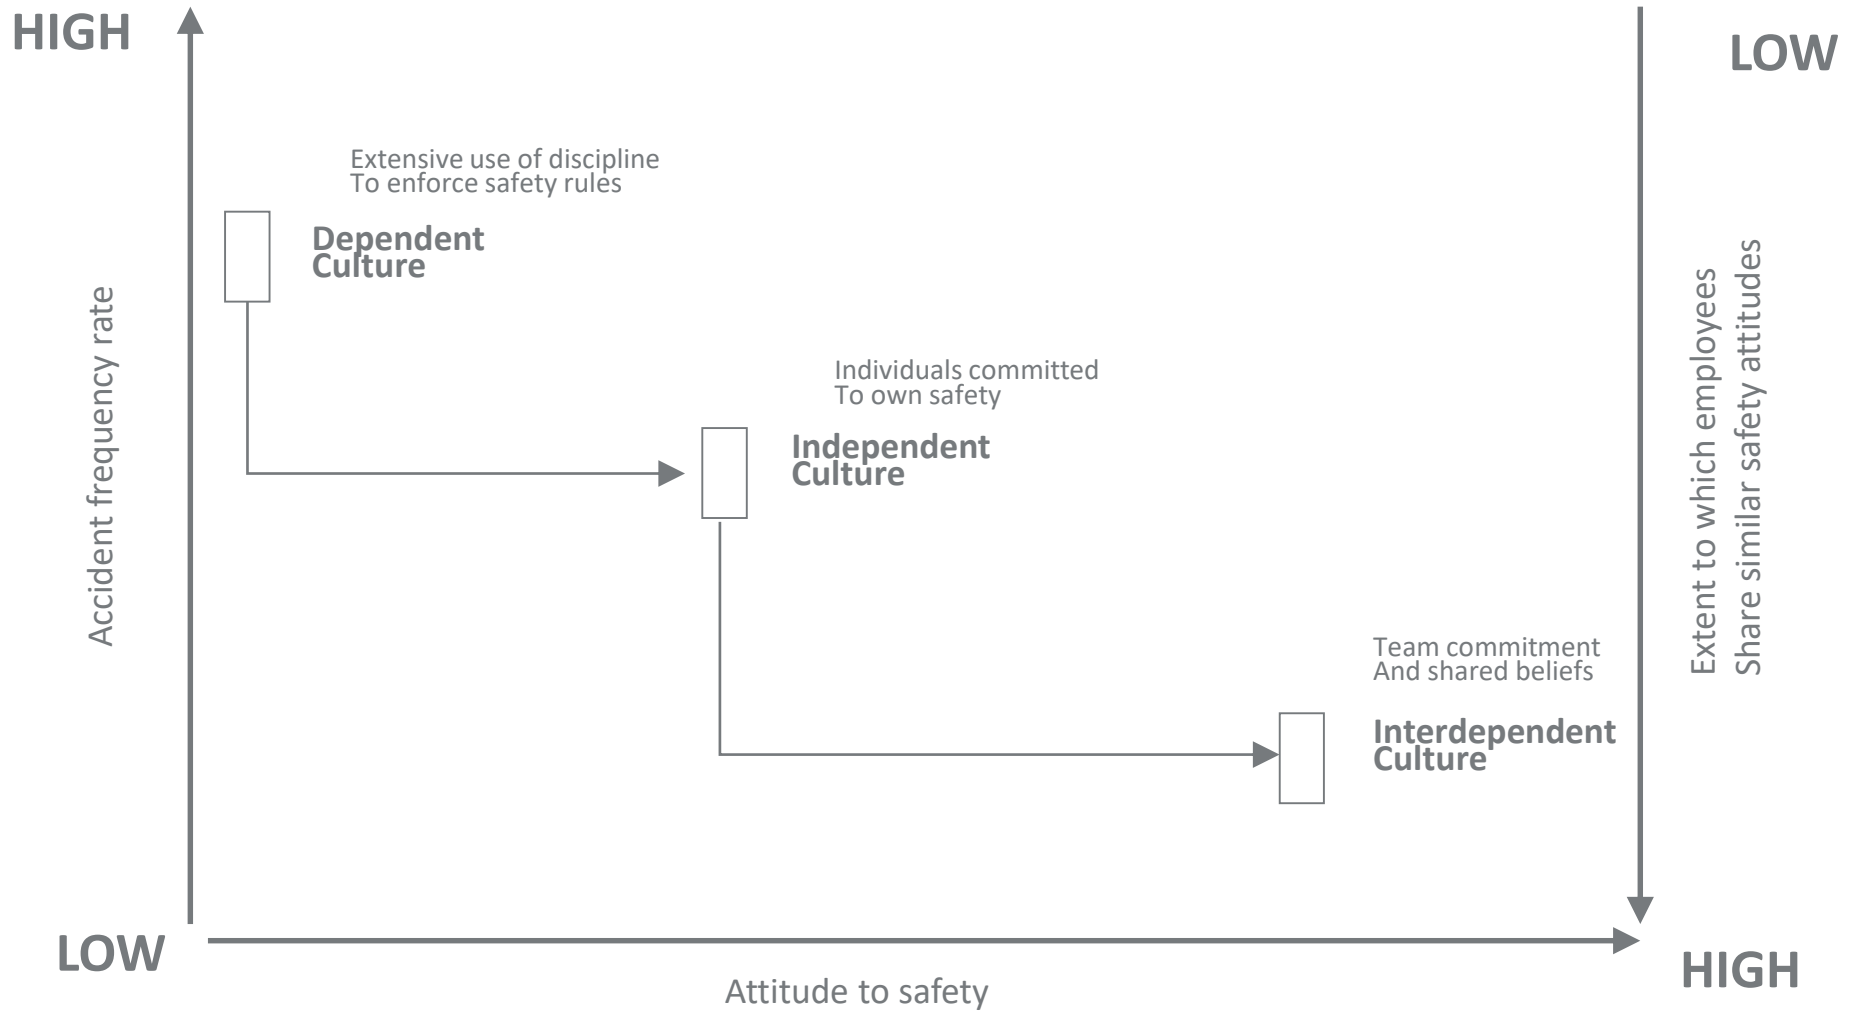 HIGH
LOW
Extensive use of discipline
To enforce safety rules
Dependent
Culture
Accident frequency rate
Individuals committed
To own safety
Independent
Culture
Extent to which employees
Share similar safety attitudes
Team commitment
And shared beliefs
Interdependent
Culture
LOW
HIGH
Attitude to safety